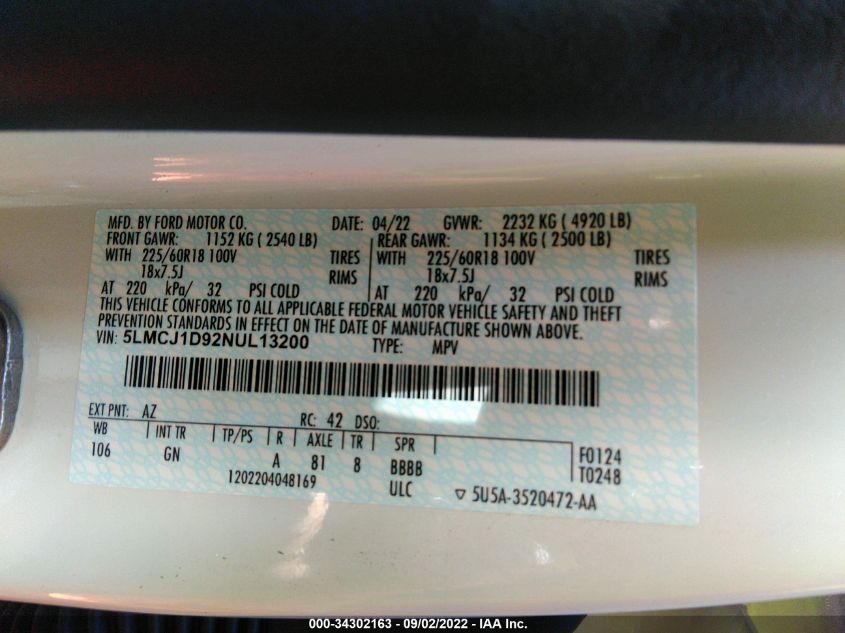 MFD. BY FORD MOTOR CO. DATE: 04/22 GVWR: 2232 KG ( 4920 LB)
FRONT GAWR: 1152 KG ( 2540 LB) REAR GAWR: 1134 KG ( 2500 LB)
WITH 225/60R18 100V TIRES WITH 225/60R18 100V TIRES
18x7.5J RIMS 18x7.5J RIMS
AT 220 kPa/ 32 PSI COLD AT 220 kPa/ 32 PSI COLD
THIS VEHICLE CONFORMS TO ALL APPLICABLE FEDERAL MOTOR VEHICLE SAFETY AND THEFT
PREVENTION STANDARDS IN EFFECT ON THE DATE OF MANUFACTURE SHOWN ABOVE.
VIN: 5LMCJ1D92NUL13200 TYPE: MPV
EXT PNT: AZ RC: 42 DSO:
WB INT TR TP/PS R AXLE TR SPR F0124
106 GN A 81 8 BBBB T0248
1202204048169 ULC ▽ 5U5A-3520472-AA
000-34302163 - 09/02/2022 - IAA Inc.